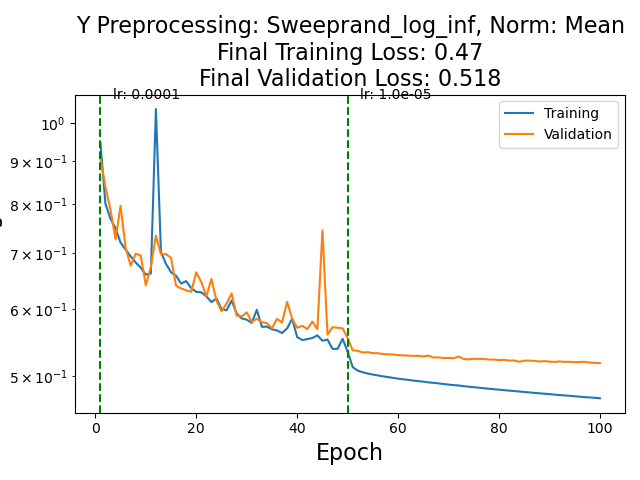 Y Preprocessing: Sweeprand_log_inf, Norm: Mean
Final Training Loss: 0.47
Final Validation Loss: 0.518
lr: 0.0001
lr: 1.0e-05
Training
Validation
10⁰
9 × 10⁻¹
8 × 10⁻¹
7 × 10⁻¹
6 × 10⁻¹
5 × 10⁻¹
0
20
40
60
80
100
Epoch